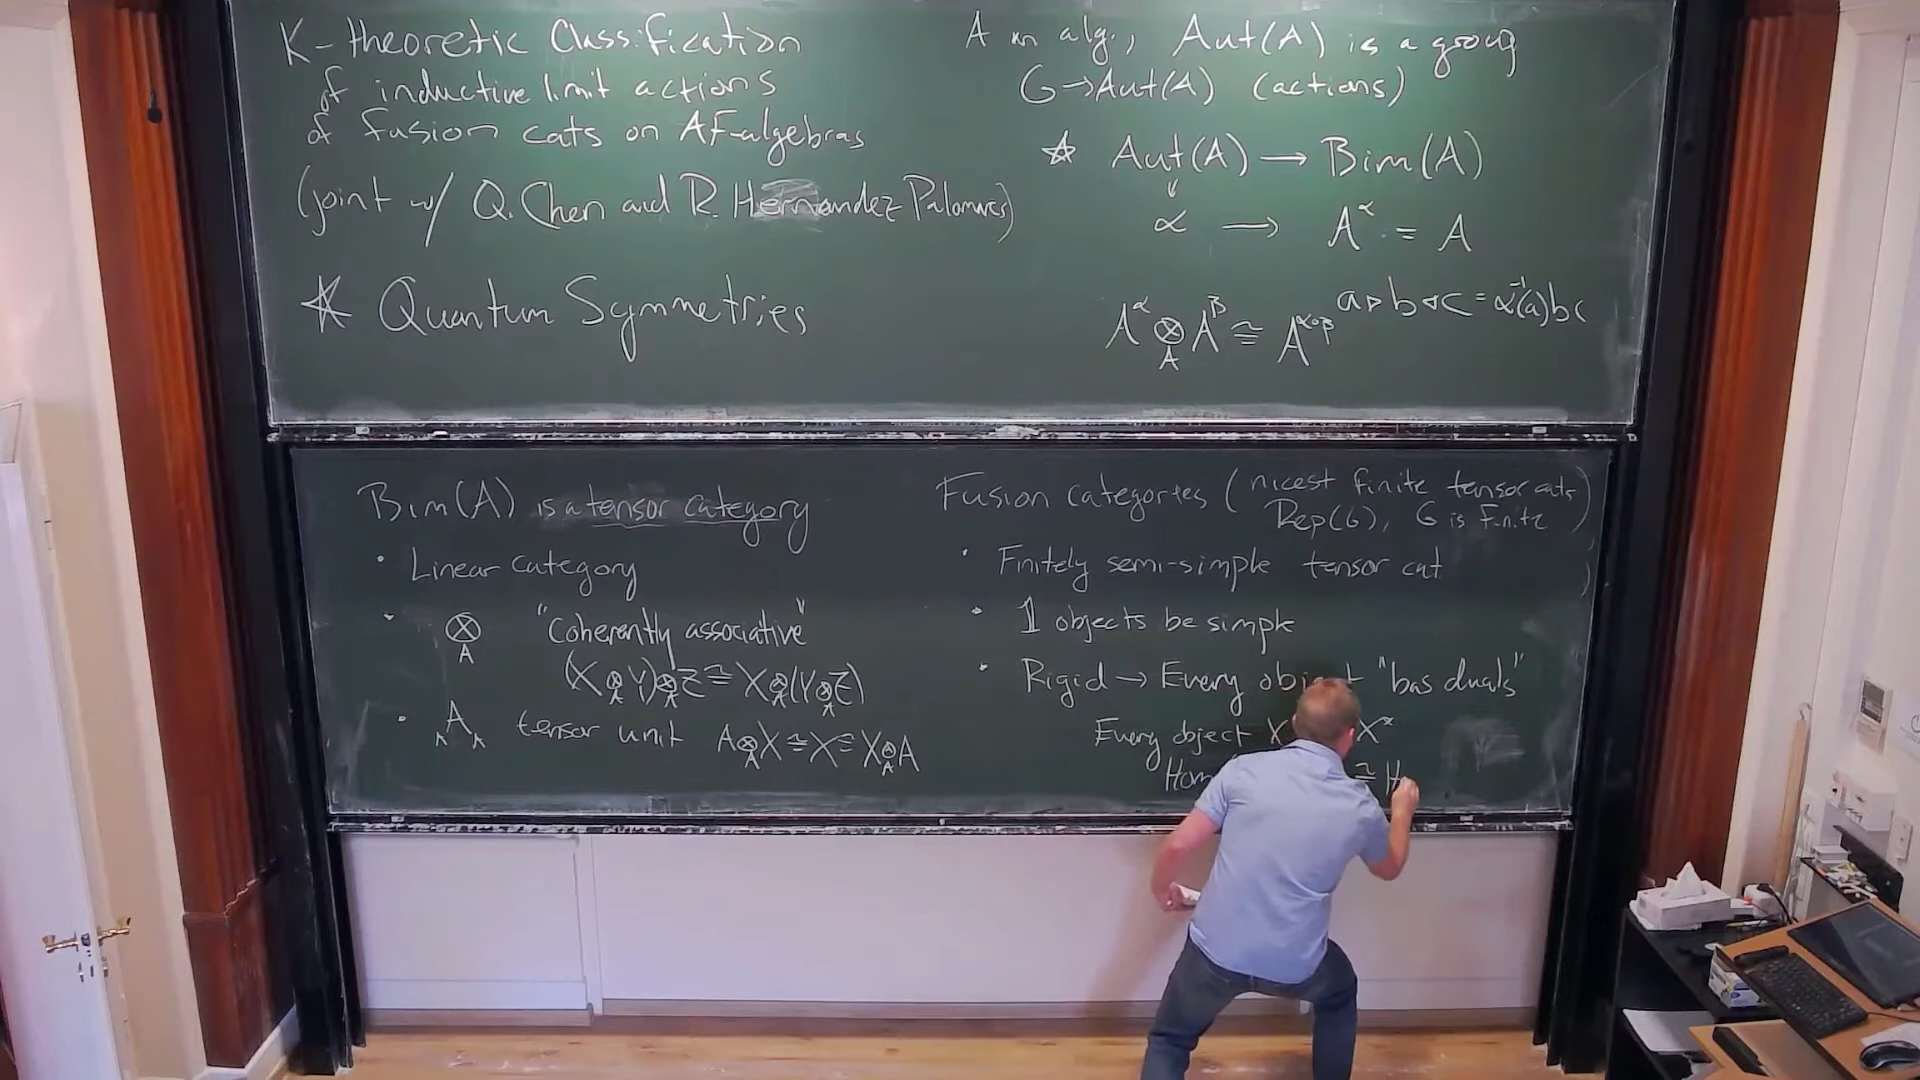 K-theoretic Classification
of inductive limit actions
of fusion cats on AF-algebras
(joint w/ Q. Chen and R. Hernandez Palomares)
☆ Quantum Symmetries
A an alg., Aut(A) is a group
G→Aut(A) (actions)
☆ Aut(A) → Bim(A)
α → A^α = A
a▹b◃c = α⁻¹(a)bc
A^α ⊗_A A^β ≅ A^{α∘β}
Bim(A) is a tensor category
• Linear category
• ⊗_A "Coherently associative"
(X⊗_A Y)⊗_A Z ≅ X⊗_A(Y⊗_A Z)
• _A A_A tensor unit A⊗_A X ≅ X ≅ X⊗_A A
Fusion categories (nicest finite tensor cats
Rep(G), G is finite)
• Finitely semi-simple tensor cat
• 𝟙 objects be simple
• Rigid → Every object "has duals"
Every object X X*
Hom ≅ H